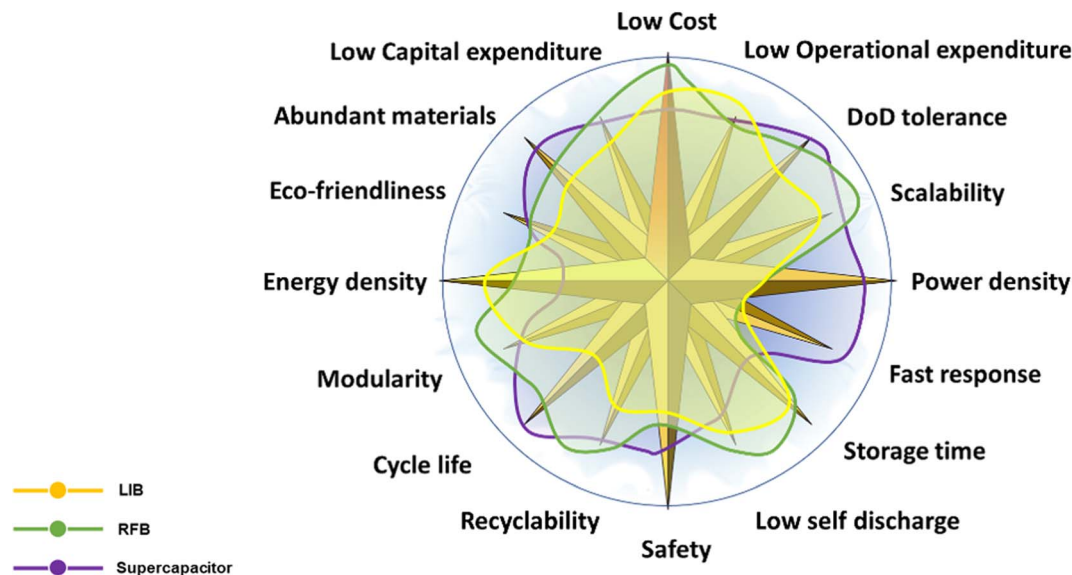 Low Cost
Low Capital expenditure
Low Operational expenditure
Abundant materials
DoD tolerance
Eco-friendliness
Scalability
Energy density
Power density
Modularity
Fast response
Cycle life
Storage time
Recyclability
Low self discharge
Safety
LIB
RFB
Supercapacitor